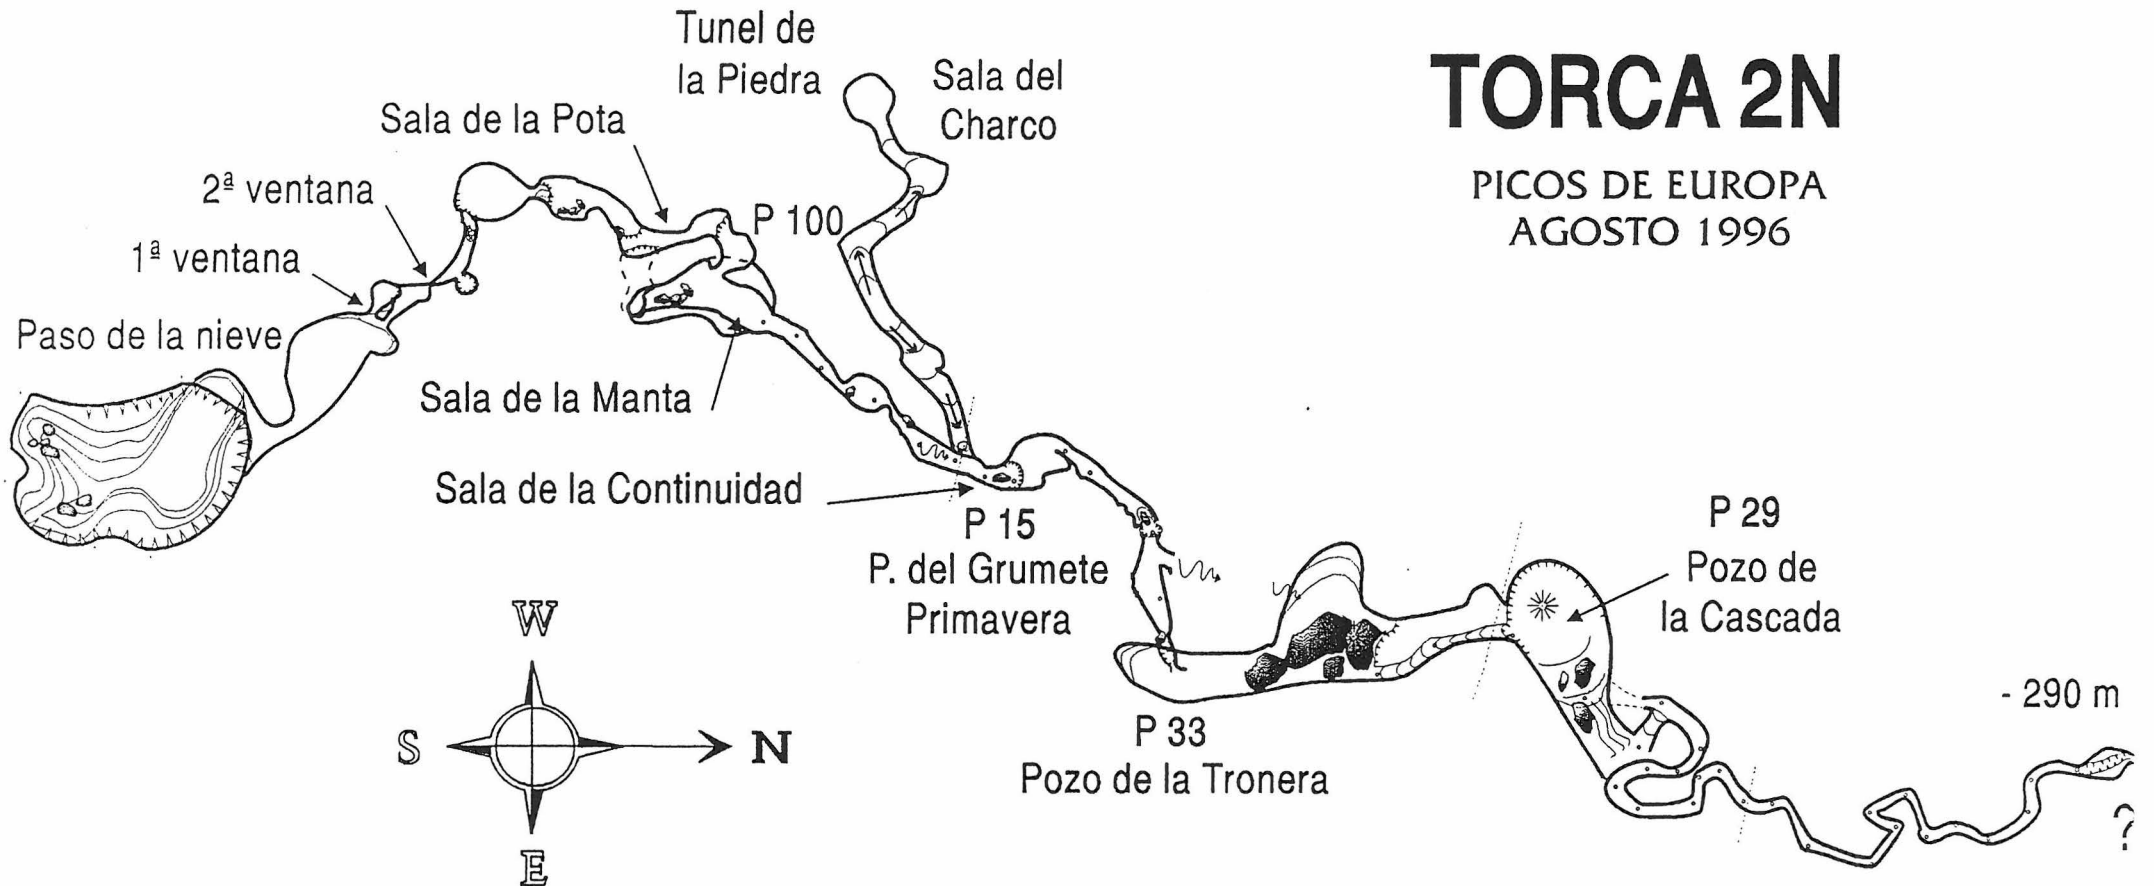 TORCA 2N
PICOS DE EUROPA
AGOSTO 1996
Tunel de
la Piedra
Sala del
Charco
Sala de la Pota
2ª ventana
P 100
1ª ventana
Paso de la nieve
Sala de la Manta
Sala de la Continuidad
P 15
P. del Grumete
Primavera
P 29
Pozo de
la Cascada
P 33
Pozo de la Tronera
- 290 m
?
W
S
N
E